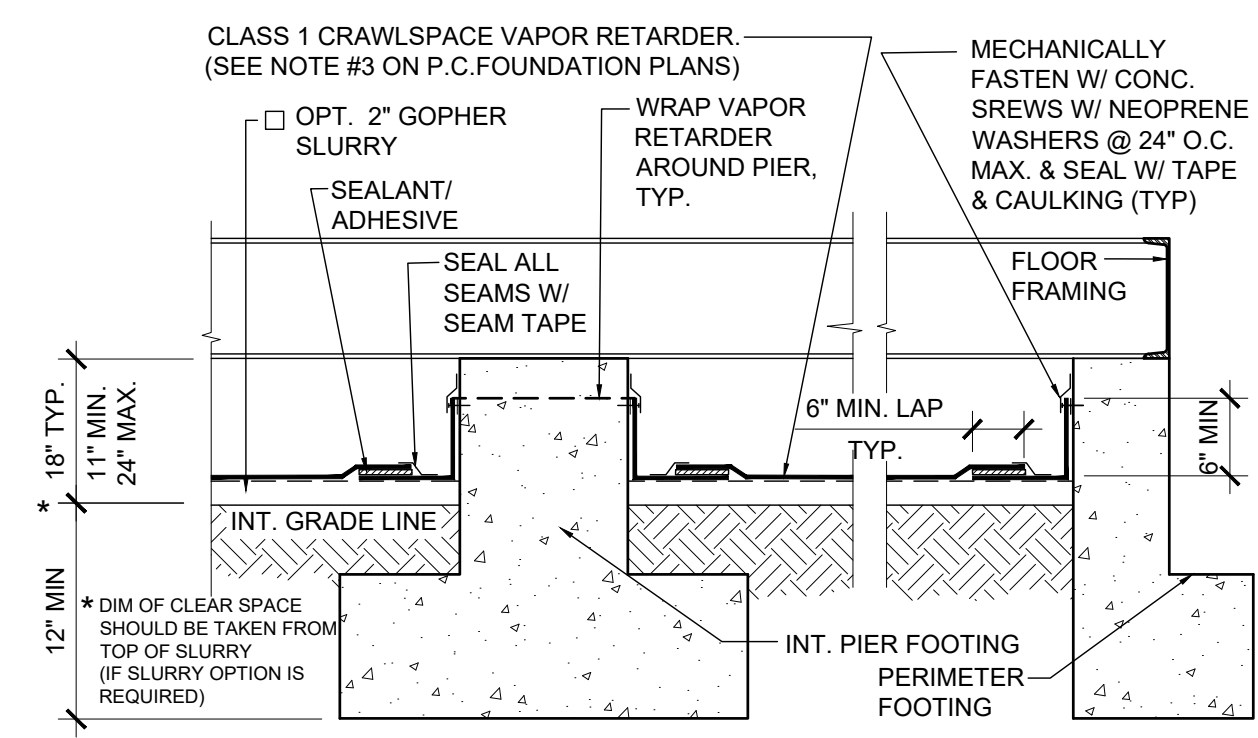 CLASS 1 CRAWLSPACE VAPOR RETARDER.
(SEE NOTE #3 ON P.C.FOUNDATION PLANS)
OPT. 2" GOPHER
SLURRY
SEALANT/
ADHESIVE
SEAL ALL
SEAMS W/
SEAM TAPE
WRAP VAPOR
RETARDER
AROUND PIER,
TYP.
MECHANICALLY
FASTEN W/ CONC.
SREWS W/ NEOPRENE
WASHERS @ 24" O.C.
MAX. & SEAL W/ TAPE
& CAULKING (TYP)
FLOOR
FRAMING
18" TYP.
11" MIN.
24" MAX.
6" MIN. LAP
TYP.
6" MIN
*
INT. GRADE LINE
12" MIN
* DIM OF CLEAR SPACE
SHOULD BE TAKEN FROM
TOP OF SLURRY
(IF SLURRY OPTION IS
REQUIRED)
INT. PIER FOOTING
PERIMETER
FOOTING